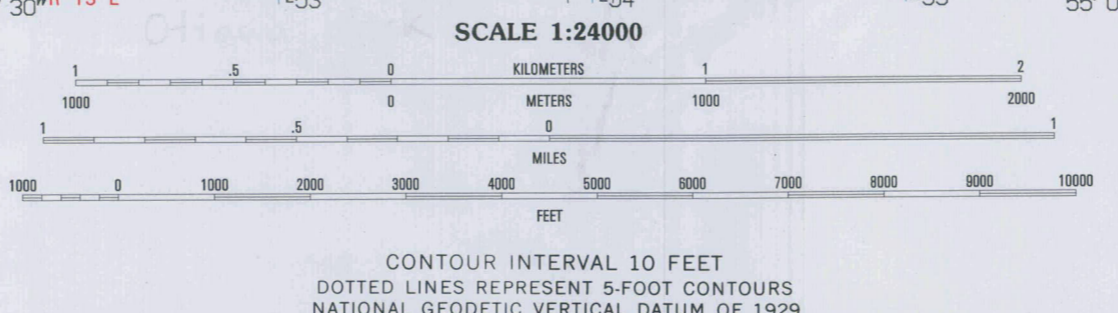 30" R 13 E
SCALE 1:24000
1 .5 0 KILOMETERS 1 2
1000 0 METERS 1000 2000
1 .5 0 1
MILES
1000 0 1000 2000 3000 4000 5000 6000 7000 8000 9000 10000
FEET
CONTOUR INTERVAL 10 FEET
DOTTED LINES REPRESENT 5-FOOT CONTOURS
NATIONAL GEODETIC VERTICAL DATUM OF 1929